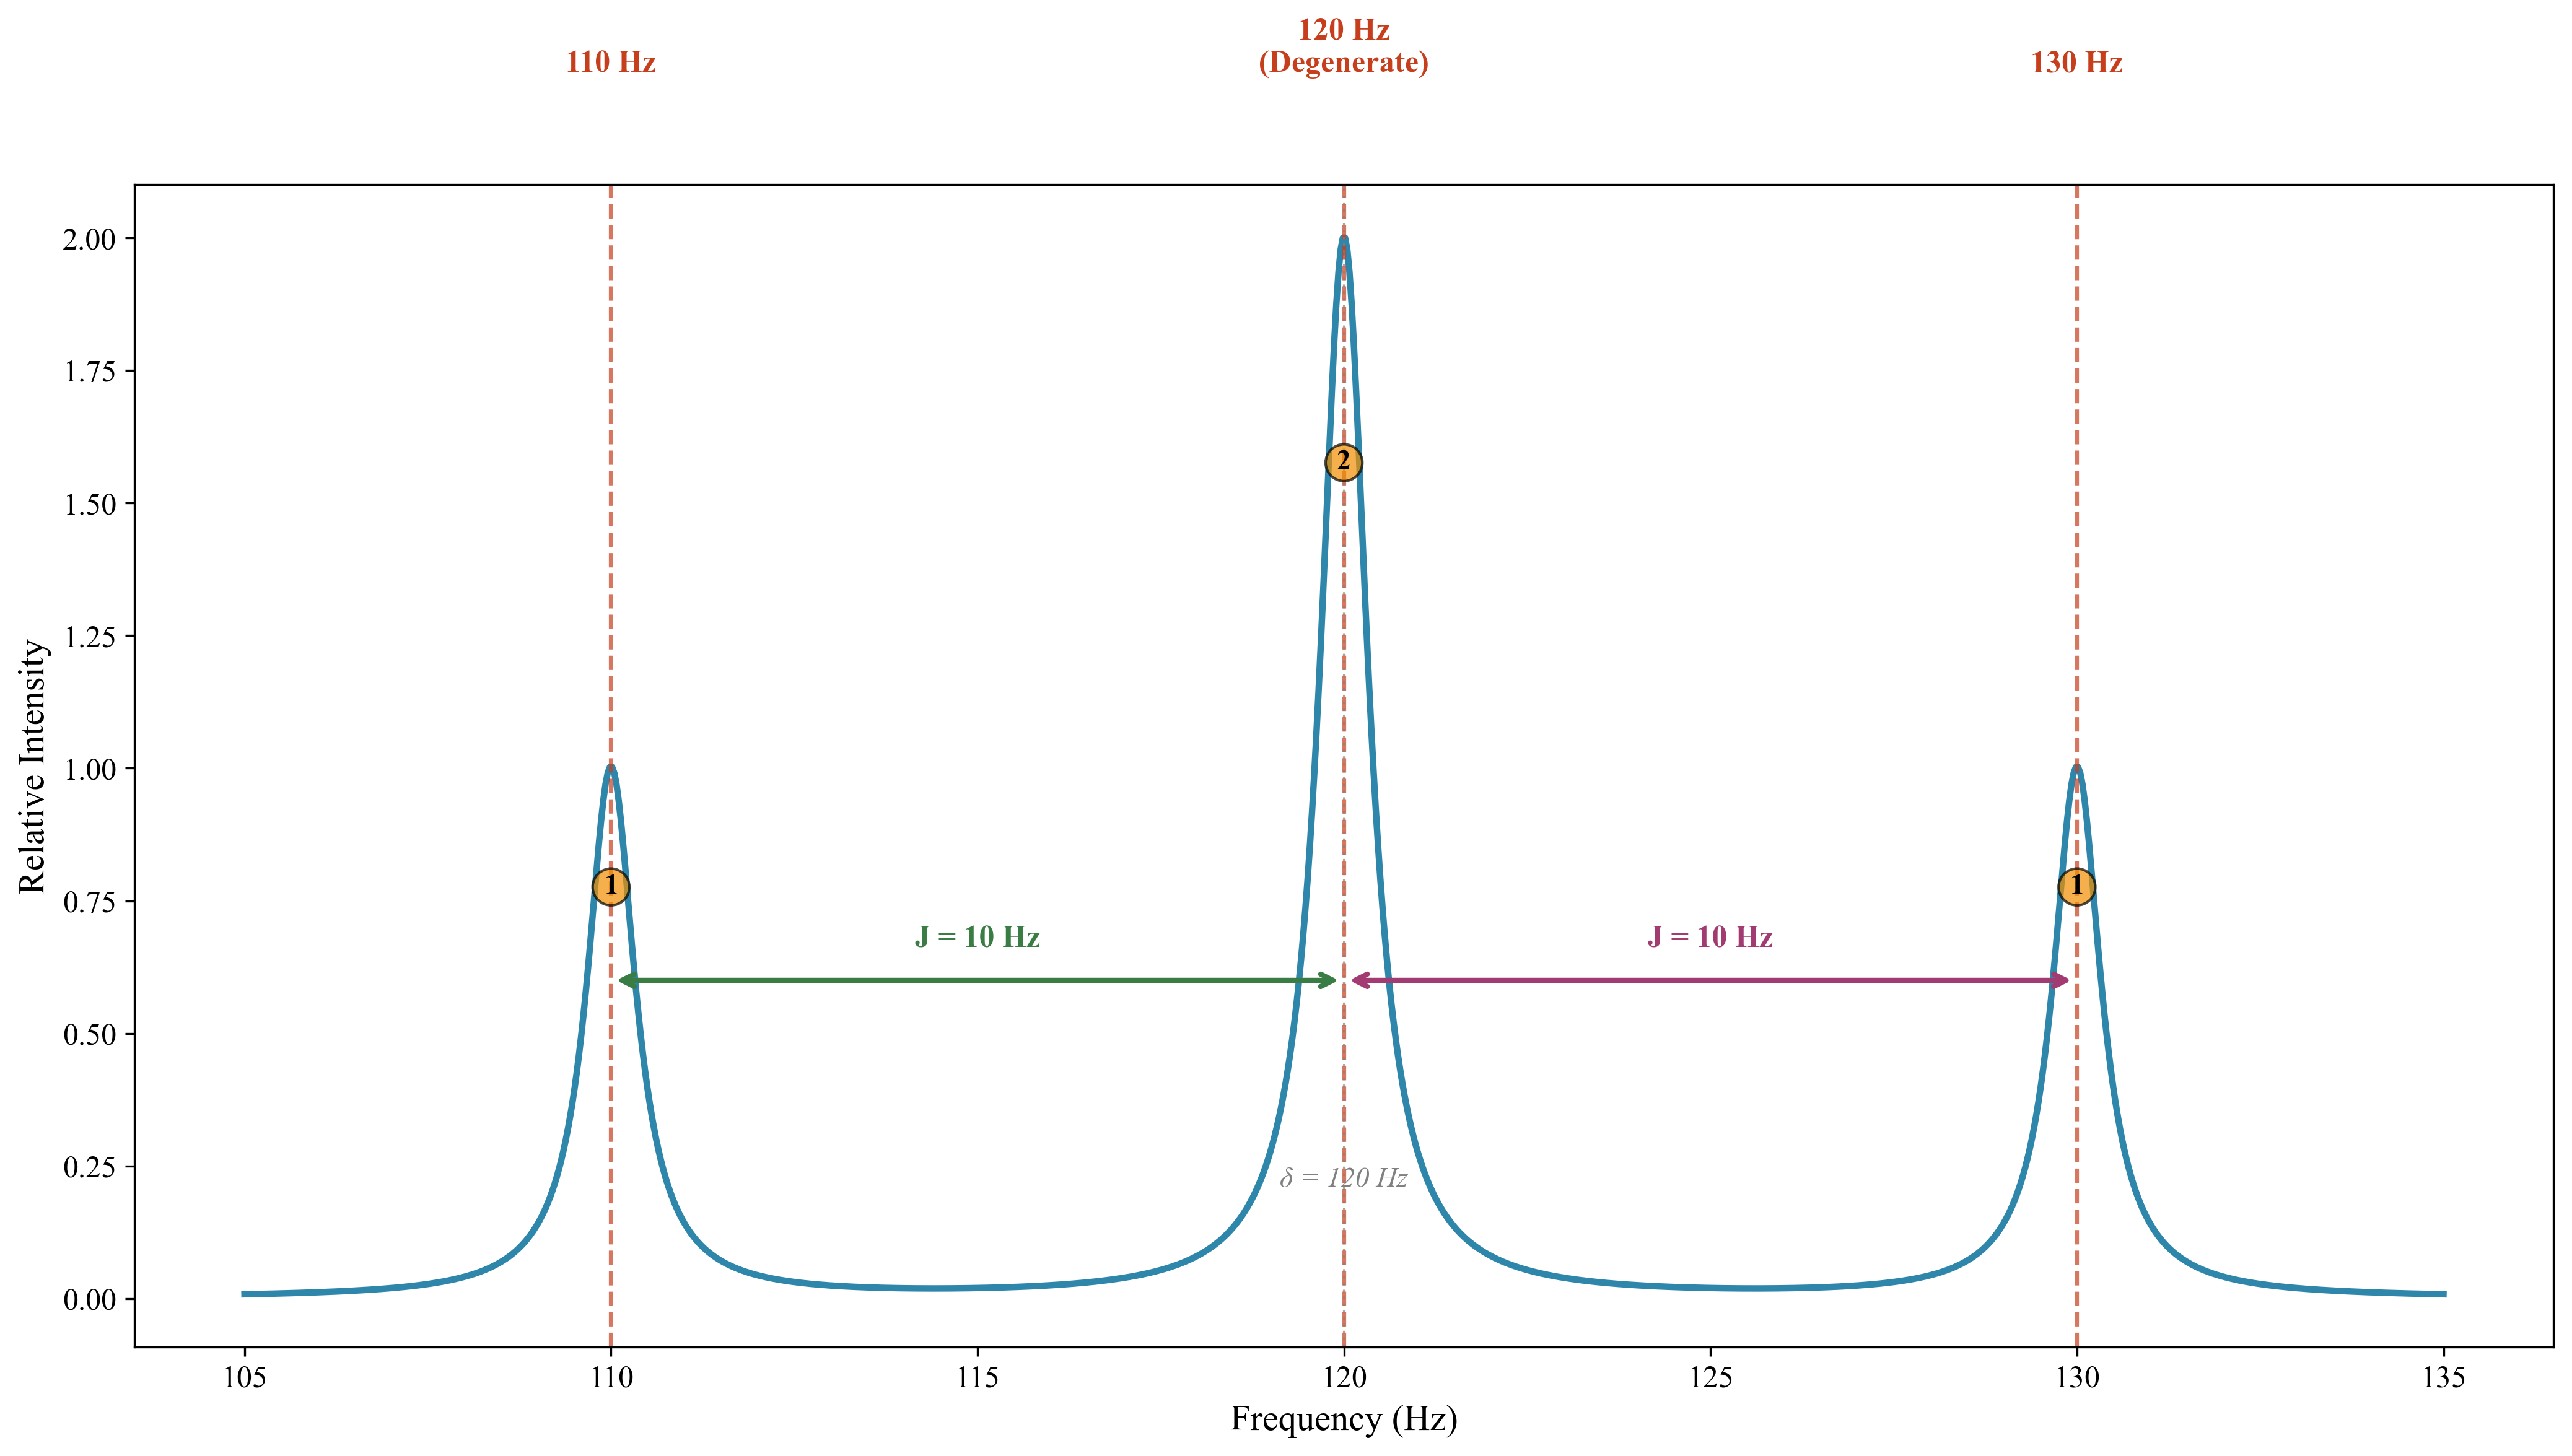 120 Hz
110 Hz
(Degenerate)
130 Hz
2.00
1.75
2
1.50
1.25
1.00
1
1
0.75
J = 10 Hz
J = 10 Hz
0.50
0.25
δ = 120 Hz
0.00
Relative Intensity
105
110
115
120
125
130
135
Frequency (Hz)